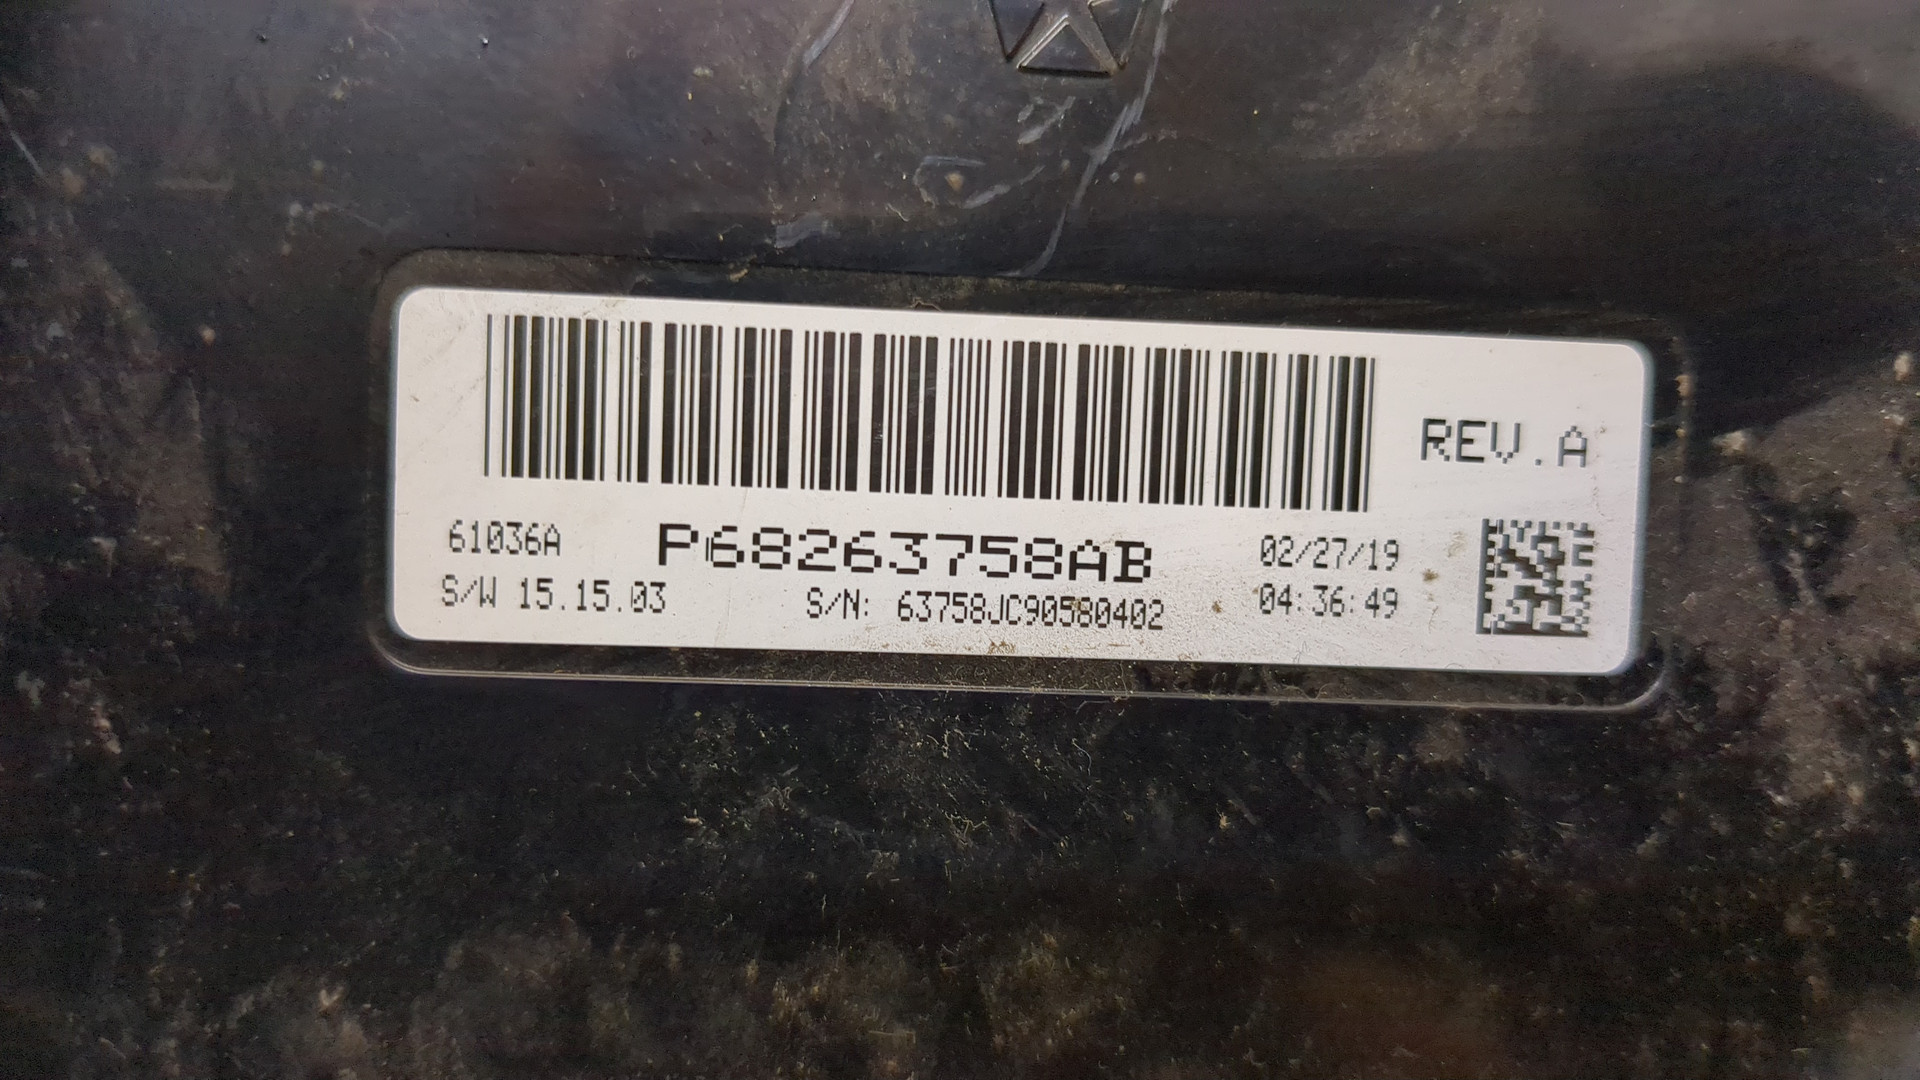 REV.A
61036A P68263758AB 02/27/19
S/W 15.15.03 S/N: 63758JC90580402 04:36:49